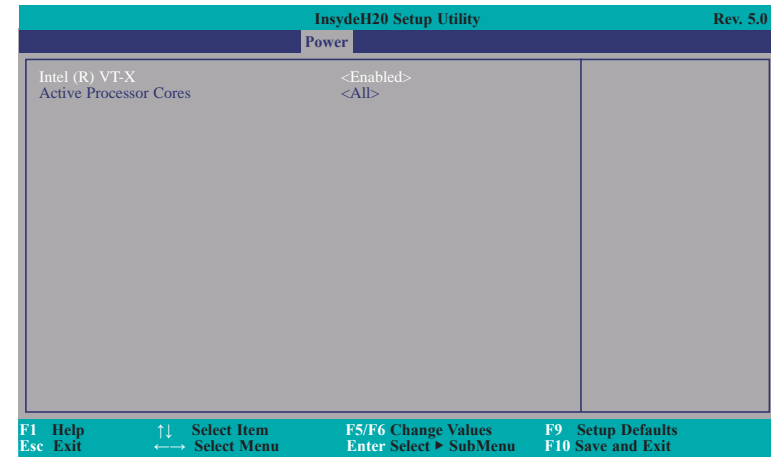 InsydeH20 Setup Utility Rev. 5.0
Power
Intel (R) VT-X <Enabled>
Active Processor Cores <All>
F1 Help ↑↓ Select Item F5/F6 Change Values F9 Setup Defaults
Esc Exit ←→ Select Menu Enter Select ▶ SubMenu F10 Save and Exit